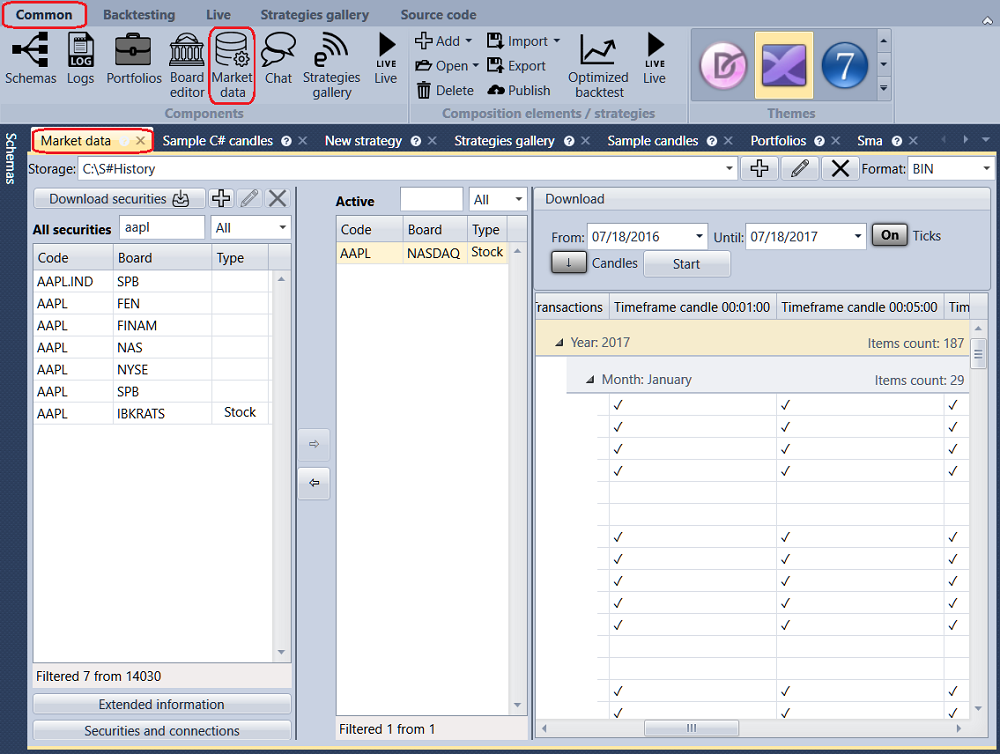 Common Backtesting Live Strategies gallery Source code
Schemas Logs Portfolios Board editor Market data Chat Strategies gallery LIVE Live
LOG
Add Import
Open Export
Delete Publish
Optimized backtest LIVE Live
7
Components Composition elements / strategies Themes
Schemas
Market data Sample C# candles New strategy Strategies gallery Sample candles Portfolios Sma
Storage: C:\S#History Format: BIN
Download securities
All securities aapl All
Code Board Type
AAPL.IND SPB
AAPL FEN
AAPL FINAM
AAPL NAS
AAPL NYSE
AAPL SPB
AAPL IBKRATS Stock
Filtered 7 from 14030
Extended information
Securities and connections
Active All
Code Board Type
AAPL NASDAQ Stock
Filtered 1 from 1
Download
From: 07/18/2016 Until: 07/18/2017 On Ticks
Candles Start
Transactions Timeframe candle 00:01:00 Timeframe candle 00:05:00 Tim
Year: 2017 Items count: 187
Month: January Items count: 29